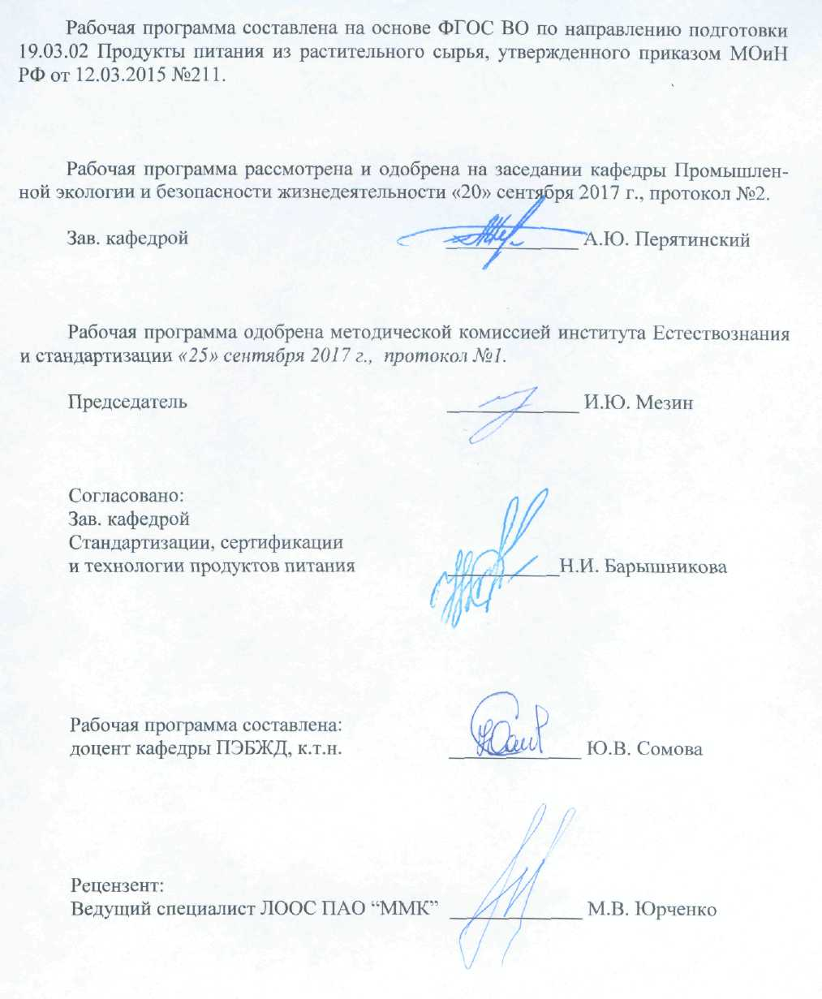 Рабочая программа составлена на основе ФГОС ВО по направлению подготовки
19.03.02 Продукты питания из растительного сырья, утвержденного приказом МОиН
РФ от 12.03.2015 №211.
Рабочая программа рассмотрена и одобрена на заседании кафедры Промышлен-
ной экологии и безопасности жизнедеятельности «20» сентября 2017 г., протокол №2.
Зав. кафедрой А.Ю. Перятинский
Рабочая программа одобрена методической комиссией института Естествознания
и стандартизации «25» сентября 2017 г., протокол №1.
Председатель И.Ю. Мезин
Согласовано:
Зав. кафедрой
Стандартизации, сертификации
и технологии продуктов питания Н.И. Барышникова
Рабочая программа составлена:
доцент кафедры ПЭБЖД, к.т.н. Ю.В. Сомова
Рецензент:
Ведущий специалист ЛООС ПАО “ММК” М.В. Юрченко